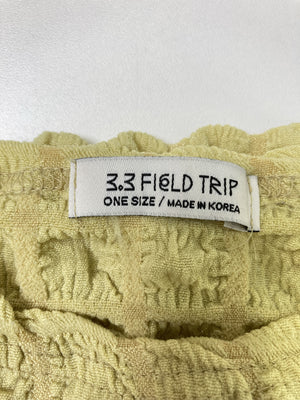 3.3 FIELD TRIP
ONE SIZE / MADE IN KOREA